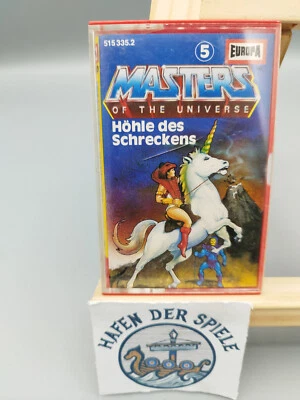 515 335.2
5
EUROPA
MASTERS
OF THE UNIVERSE
Höhle des
Schreckens
HAFEN DER SPIELE